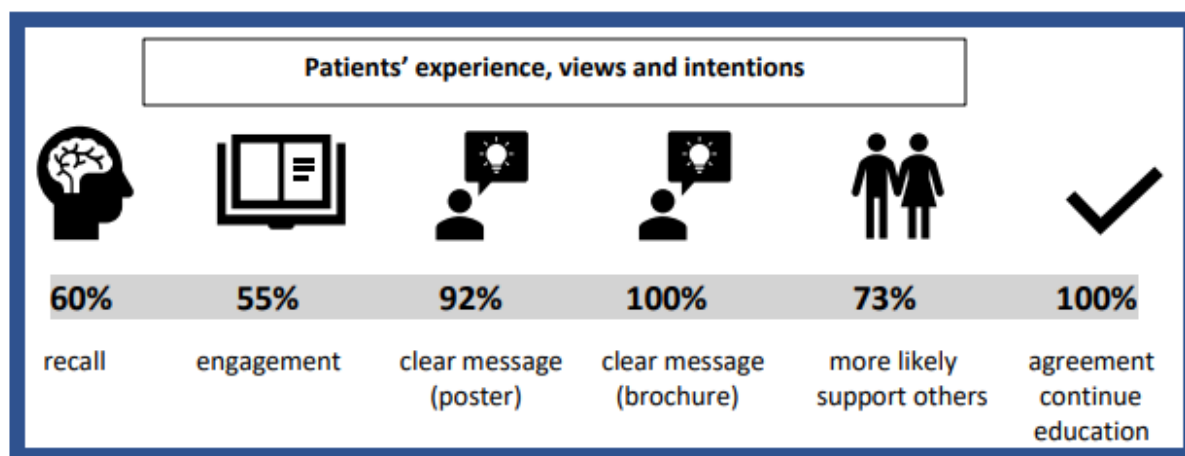 Patients’ experience, views and intentions
60% 55% 92% 100% 73% 100%
recall engagement clear message clear message more likely agreement
(poster) (brochure) support others continue
education